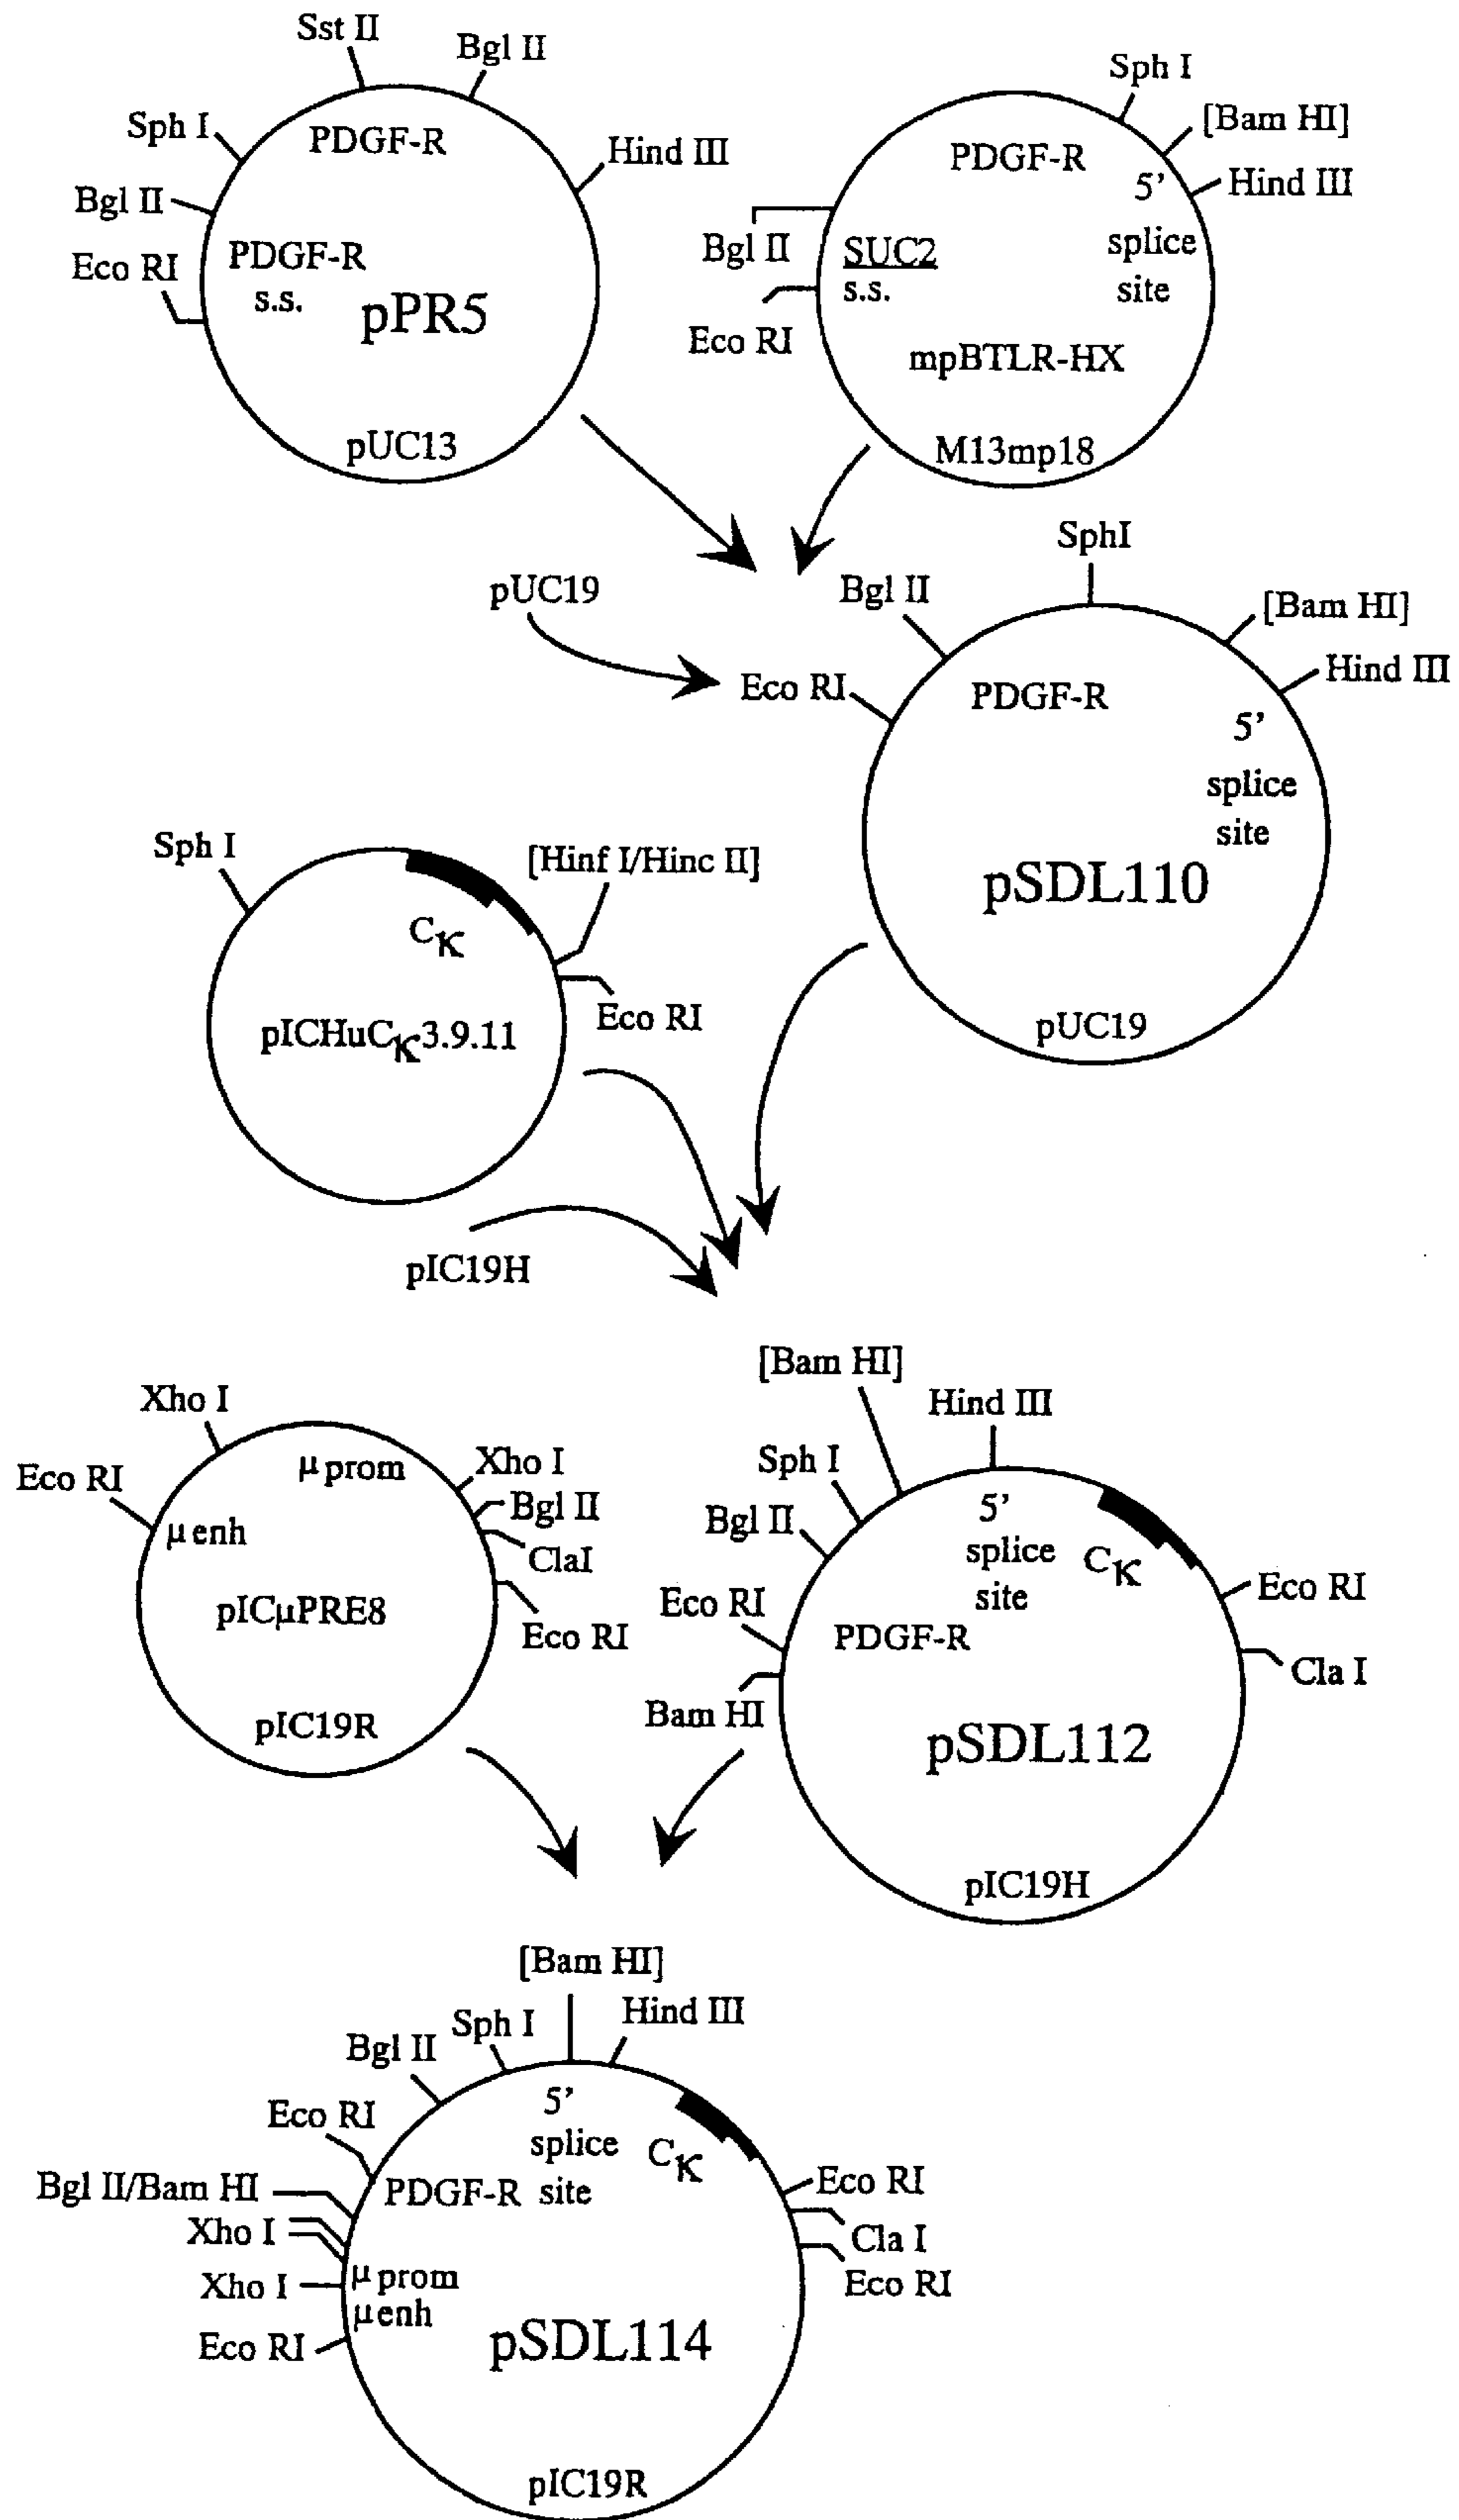 Sst II
Bgl II
Sph I
PDGF-R
Hind III
Bgl II
Eco RI
PDGF-R
s.s.
pPR5
pUC13
Sph I
[Bam HI]
PDGF-R
5'
Hind III
Bgl II
SUC2
s.s.
splice
site
Eco RI
mpBTLR-HX
M13mp18
pUC19
SphI
Bgl II
[Bam HI]
Eco RI
PDGF-R
Hind III
5'
splice
site
pSDL110
pUC19
Sph I
[Hinf I/Hinc II]
CK
Eco RI
pICHuCK3.9.11
pIC19H
Xho I
Eco RI
μ prom
Xho I
μ enh
Bgl II
ClaI
pICμPRE8
Eco RI
pIC19R
[Bam HI]
Hind III
Sph I
5'
Bgl II
splice
site
CK
Eco RI
Eco RI
PDGF-R
Cla I
Bam HI
pSDL112
pIC19H
[Bam HI]
Hind III
Sph I
Bgl II
5'
Eco RI
splice
CK
Bgl II/Bam HI
PDGF-R site
Eco RI
Xho I
Cla I
Xho I
μ prom
Eco RI
μ enh
Eco RI
pSDL114
pIC19R